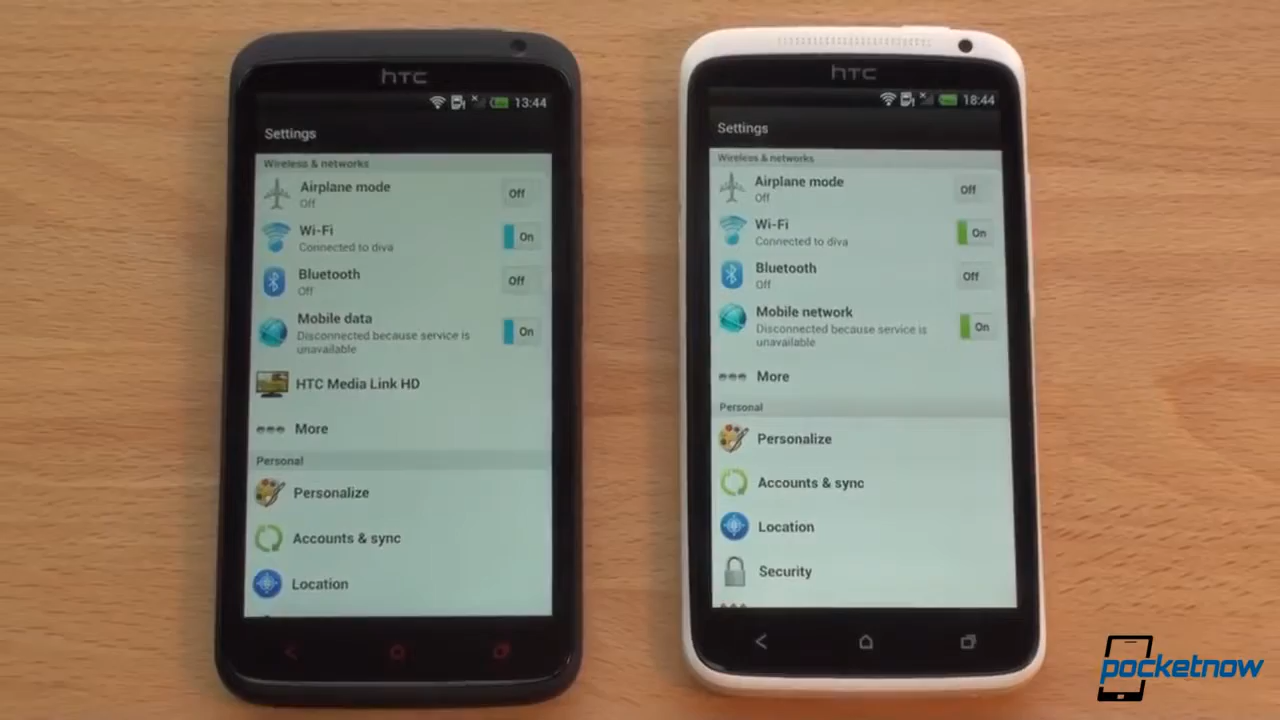 hTC
13:44
Settings
Wireless & networks
Airplane mode
Off
Off
Wi-Fi
Connected to diva
On
Bluetooth
Off
Off
Mobile data
Disconnected because service is
unavailable
On
HTC Media Link HD
More
Personal
Personalize
Accounts & sync
Location
hTC
18:44
Settings
Wireless & networks
Airplane mode
Off
Off
Wi-Fi
Connected to diva
On
Bluetooth
Off
Off
Mobile network
Disconnected because service is
unavailable
On
More
Personal
Personalize
Accounts & sync
Location
Security
pocketnow